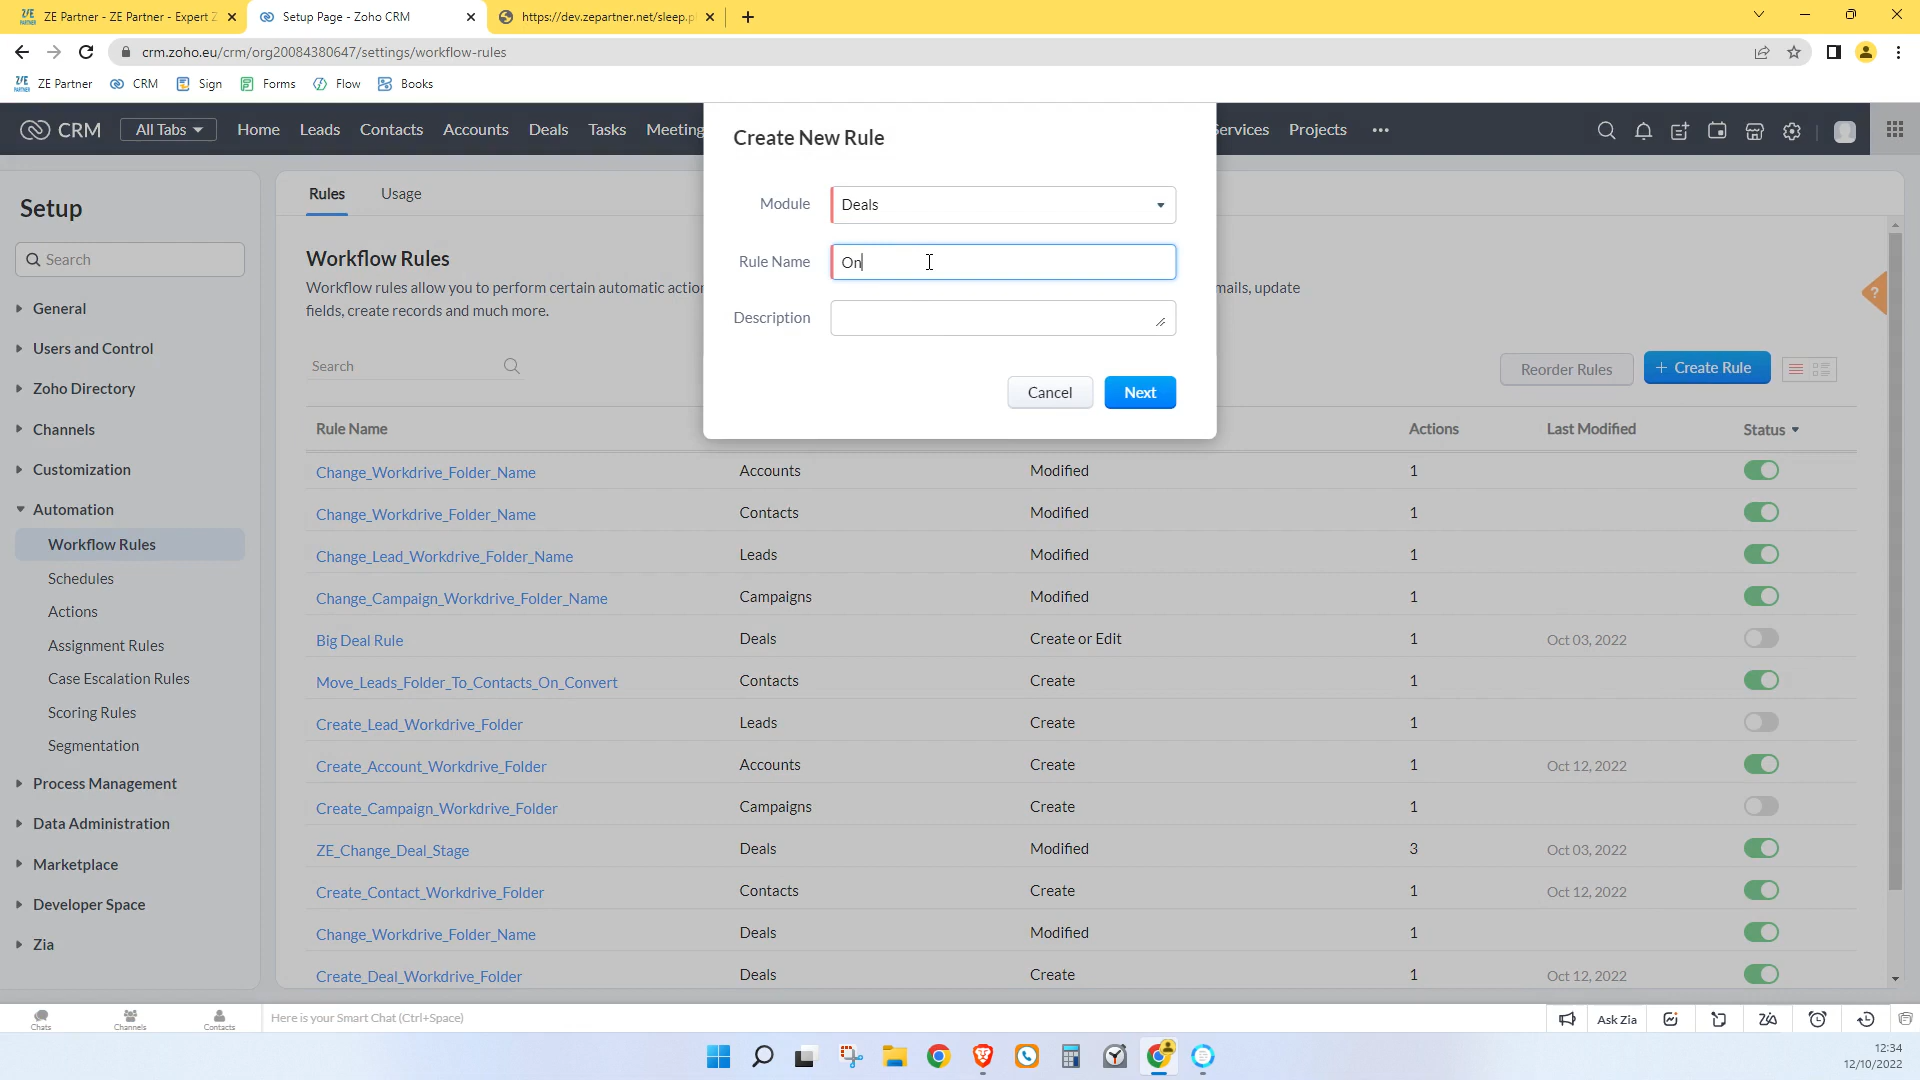 ZE Partner - ZE Partner - Expert Z
Setup Page - Zoho CRM
https://dev.zepartner.net/sleep.p
crm.zoho.eu/crm/org20084380647/settings/workflow-rules
ZE Partner
CRM
Sign
Forms
Flow
Books
CRM
All Tabs
Home
Leads
Contacts
Accounts
Deals
Tasks
Meeting
Services
Projects
Create New Rule
Module
Deals
Rule Name
On
Description
Cancel
Next
Setup
Search
General
Users and Control
Zoho Directory
Channels
Customization
Automation
Workflow Rules
Schedules
Actions
Assignment Rules
Case Escalation Rules
Scoring Rules
Segmentation
Process Management
Data Administration
Marketplace
Developer Space
Zia
Rules
Usage
Workflow Rules
Workflow rules allow you to perform certain automatic action
mails, update
fields, create records and much more.
?
Search
Reorder Rules
+ Create Rule
Rule Name
Actions
Last Modified
Status
Change_Workdrive_Folder_Name Accounts Modified 1
Change_Workdrive_Folder_Name Contacts Modified 1
Change_Lead_Workdrive_Folder_Name Leads Modified 1
Change_Campaign_Workdrive_Folder_Name Campaigns Modified 1
Big Deal Rule Deals Create or Edit 1 Oct 03, 2022
Move_Leads_Folder_To_Contacts_On_Convert Contacts Create 1
Create_Lead_Workdrive_Folder Leads Create 1
Create_Account_Workdrive_Folder Accounts Create 1 Oct 12, 2022
Create_Campaign_Workdrive_Folder Campaigns Create 1
ZE_Change_Deal_Stage Deals Modified 3 Oct 03, 2022
Create_Contact_Workdrive_Folder Contacts Create 1 Oct 12, 2022
Change_Workdrive_Folder_Name Deals Modified 1
Create_Deal_Workdrive_Folder Deals Create 1 Oct 12, 2022
Chats
Channels
Contacts
Here is your Smart Chat (Ctrl+Space)
Ask Zia
12:34
12/10/2022